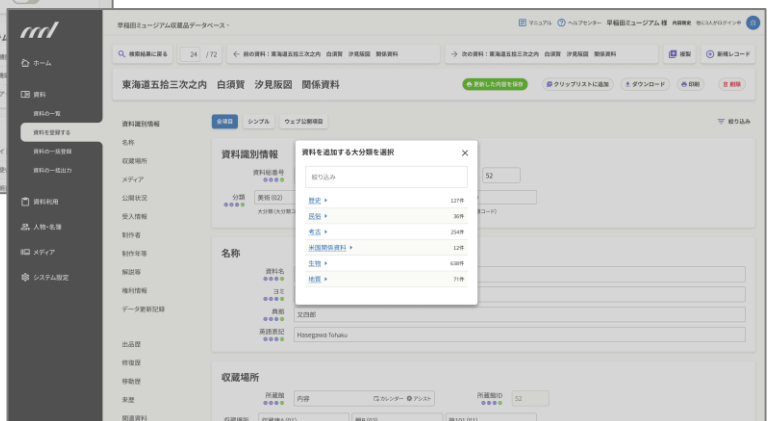 早稲田ミュージアム収蔵品データベース
マニュアル
ヘルプセンター
早稲田ミュージアム 様
検索結果に戻る
24 /72
← 前の資料：東海道五拾三次之内 白須賀 汐見阪図 関係資料
→ 次の資料：東海道五拾三次之内 白須賀 汐見阪図 関係資料
複製
新規レコード
東海道五拾三次之内 白須賀 汐見阪図 関係資料
更新した内容を保存
クリップリストに追加
ダウンロード
印刷
削除
ホーム
資料
資料の一覧
資料を登録する
資料の一括登録
資料の一括出力
資料利用
人物・名簿
メディア
システム設定
資料識別情報
名称
収蔵場所
メディア
公開状況
受入情報
制作者
制作年等
解説等
権利情報
データ更新記録
出品歴
修復歴
移動歴
来歴
関連資料
全項目
シンプル
ウェブ公開項目
絞り込み
資料識別情報
資料総番号
52
分類
美術 (02)
資料を追加する大分類を選択
×
絞り込み
歴史
127件
民俗
36件
考古
254件
米国関係資料
12件
生物
638件
地質
71件
名称
資料名
ヨミ
員数
又四郎
英語表記
Hasegawa Tohaku
収蔵場所
所蔵館
内容
カレンダー
アシスト
所蔵館ID
52
収蔵場所